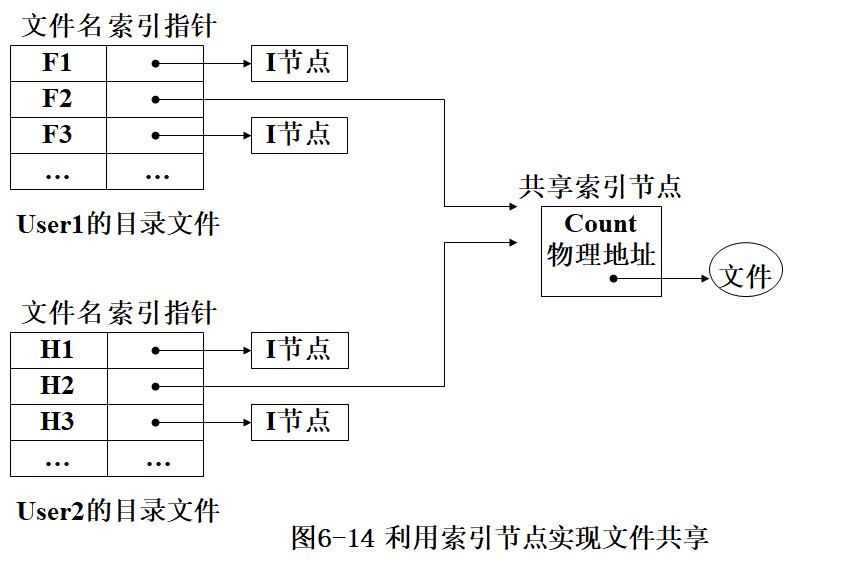 文件名 索引指针
F1 I节点
F2
F3 I节点
... ...
User1的目录文件
共享索引节点
Count
物理地址
文件
文件名 索引指针
H1 I节点
H2
H3 I节点
... ...
User2的目录文件
图6-14 利用索引节点实现文件共享